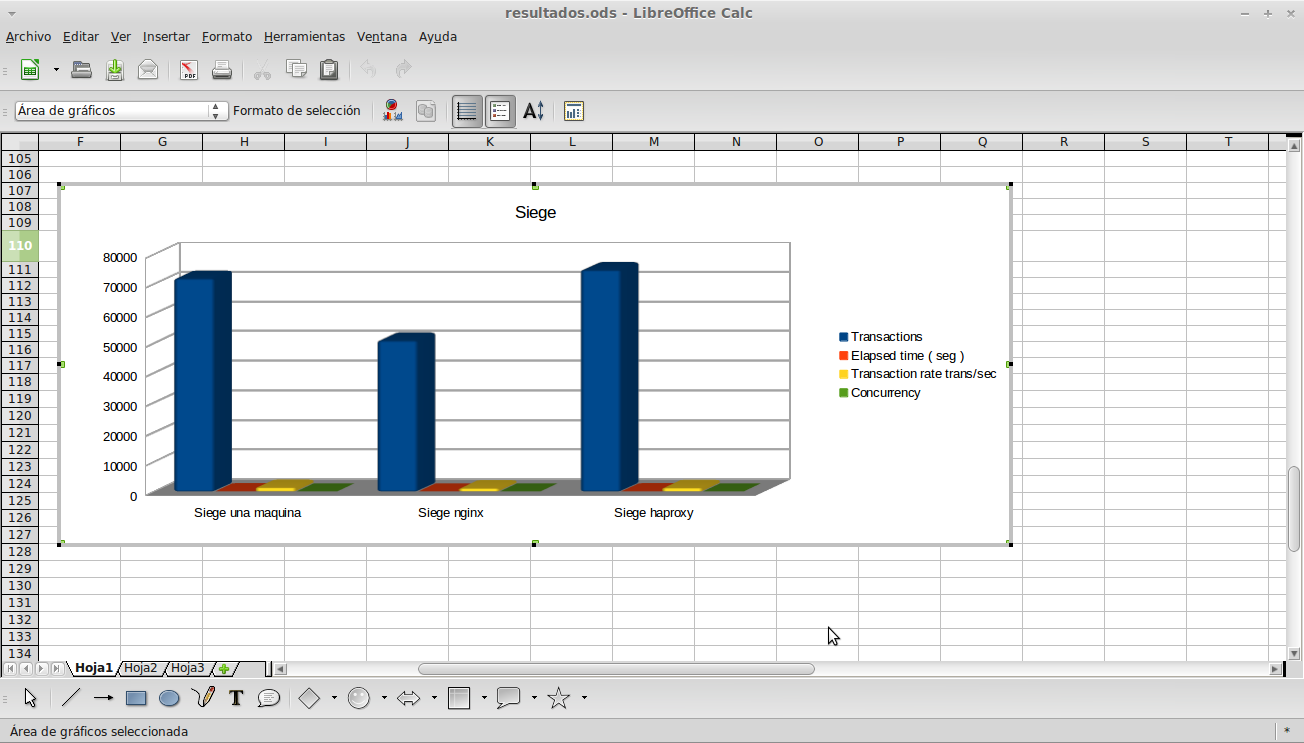 resultados.ods - LibreOffice Calc
Archivo Editar Ver Insertar Formato Herramientas Ventana Ayuda
PDF
Área de gráficos Formato de selección A
F G H I J K L M N O P Q R S T
105
106
107
108
109
110
111
112
113
114
115
116
117
118
119
120
121
122
123
124
125
126
127
128
129
130
131
132
133
134
Siege
80000
70000
60000
50000
40000
30000
20000
10000
0
Siege una maquina Siege nginx Siege haproxy
Transactions
Elapsed time ( seg )
Transaction rate trans/sec
Concurrency
Hoja1 Hoja2 Hoja3
T
Área de gráficos seleccionada *